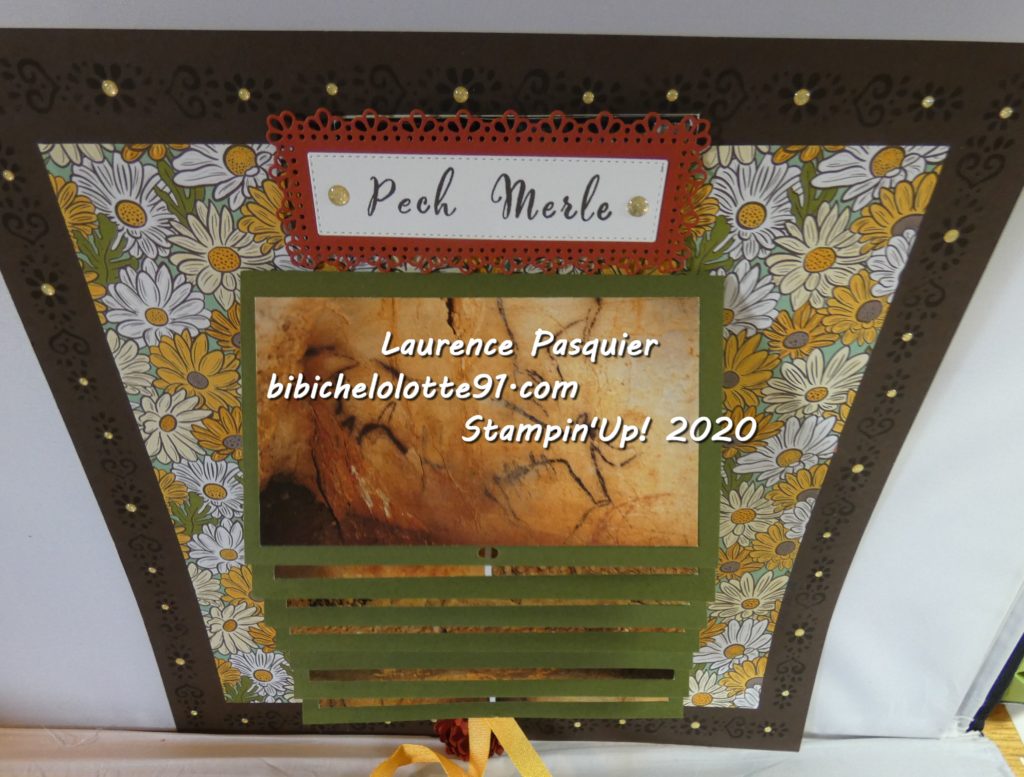 Pech Merle
Laurence Pasquier
bibichelolotte91.com
Stampin'Up! 2020